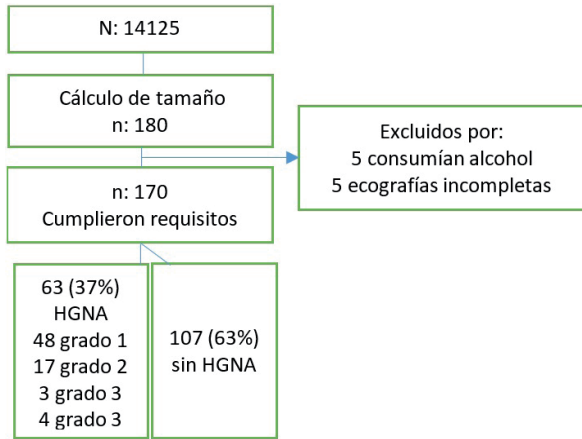 N: 14125
Cálculo de tamaño
n: 180
Excluidos por:
5 consumían alcohol
5 ecografías incompletas
n: 170
Cumplieron requisitos
63 (37%)
HGNA
48 grado 1
17 grado 2
3 grado 3
4 grado 3
107 (63%)
sin HGNA